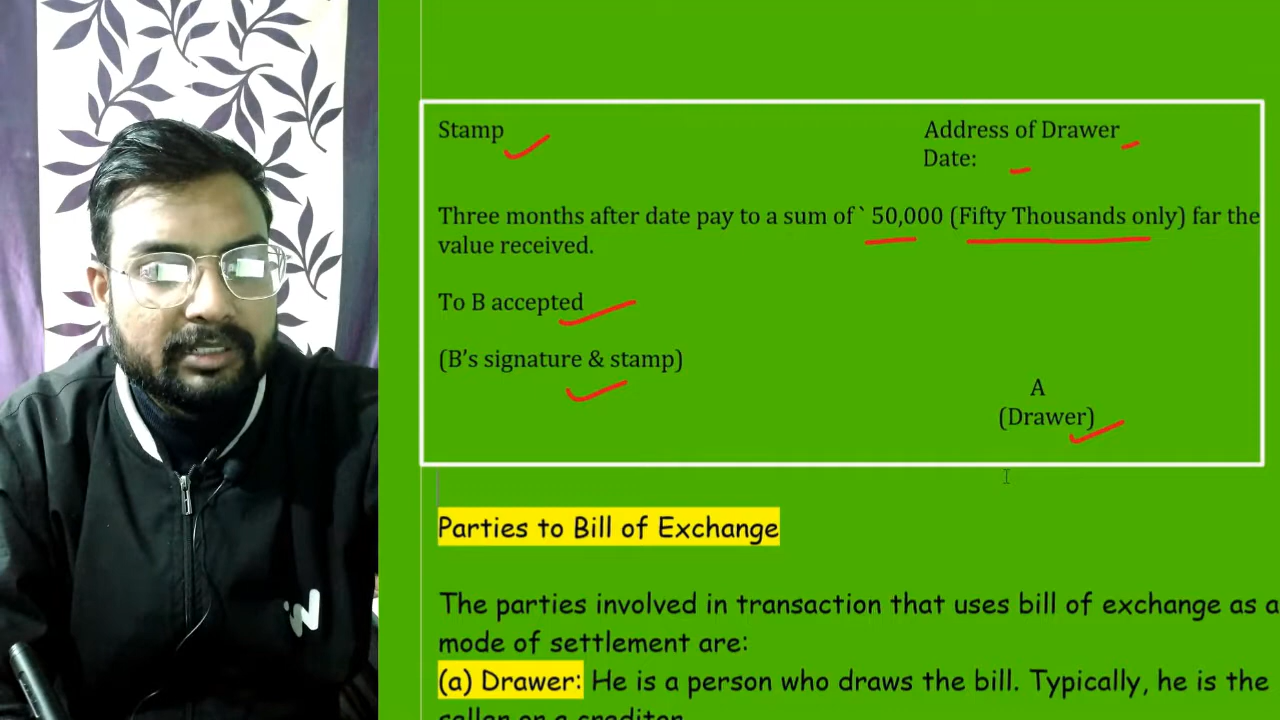 Stamp
Address of Drawer
Date:
Three months after date pay to a sum of ` 50,000 (Fifty Thousands only) far the
value received.
To B accepted
(B’s signature & stamp)
A
(Drawer)
Parties to Bill of Exchange
The parties involved in transaction that uses bill of exchange as a
mode of settlement are:
(a) Drawer: He is a person who draws the bill. Typically, he is the
seller or a creditor